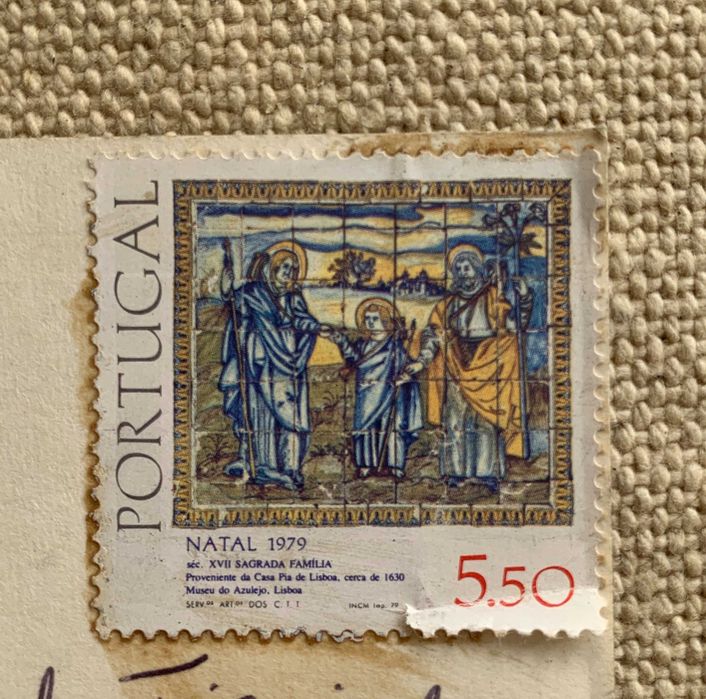 PORTUGAL
NATAL 1979
séc. XVII SAGRADA FAMÍLIA
Proveniente da Casa Pia de Lisboa, cerca de 1630
Museu do Azulejo, Lisboa
SERV.OS ART.OS DOS C. T. T
INCM Imp. 79
5.50